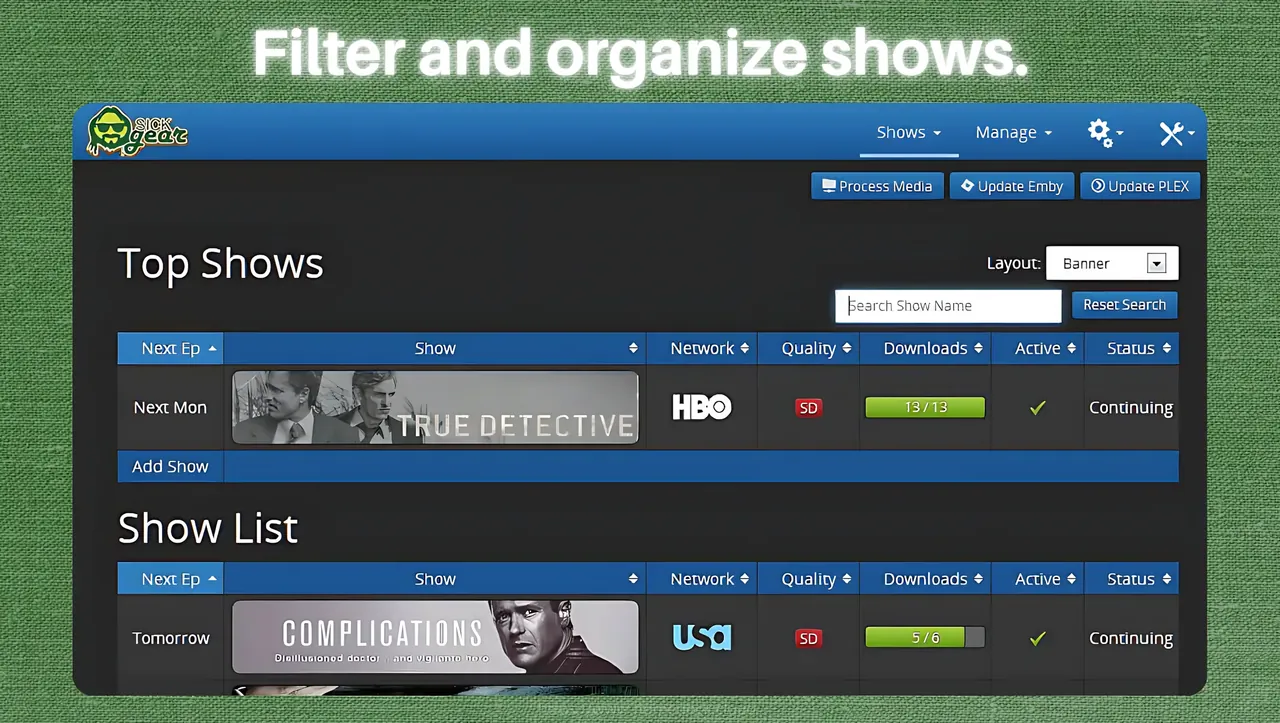 Filter and organize shows.
SICK
gear
Shows
Manage
Process Media
Update Emby
Update PLEX
Top Shows
Layout: Banner
Search Show Name
Reset Search
Next Ep Show Network Quality Downloads Active Status
Next Mon TRUE DETECTIVE HBO SD 13 / 13 Continuing
Add Show
Show List
Next Ep Show Network Quality Downloads Active Status
Tomorrow COMPLICATIONS usa SD 5 / 6 Continuing
Disillusioned doctor... and vigilante hero